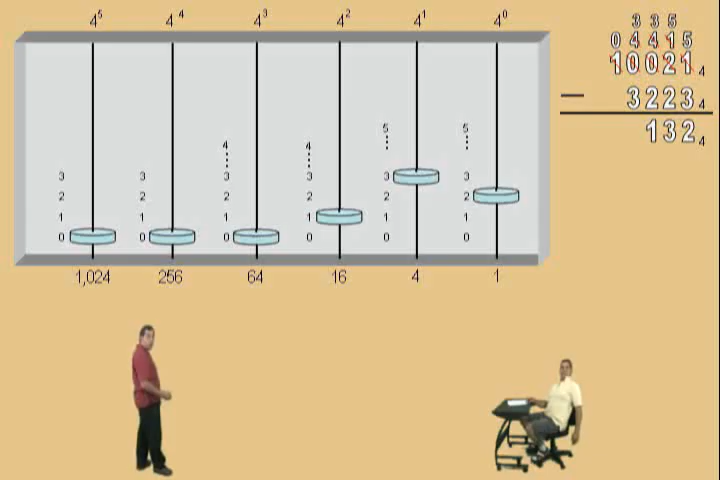 4⁵ 4⁴ 4³ 4² 4¹ 4⁰
5 5
4 4
3 3 3 3 3 3
2 2 2 2 2 2
1 1 1 1 1 1
0 0 0 0 0 0
1,024 256 64 16 4 1
3 3 5
0 4 4 1 5
10021₄
— 3223₄
132₄